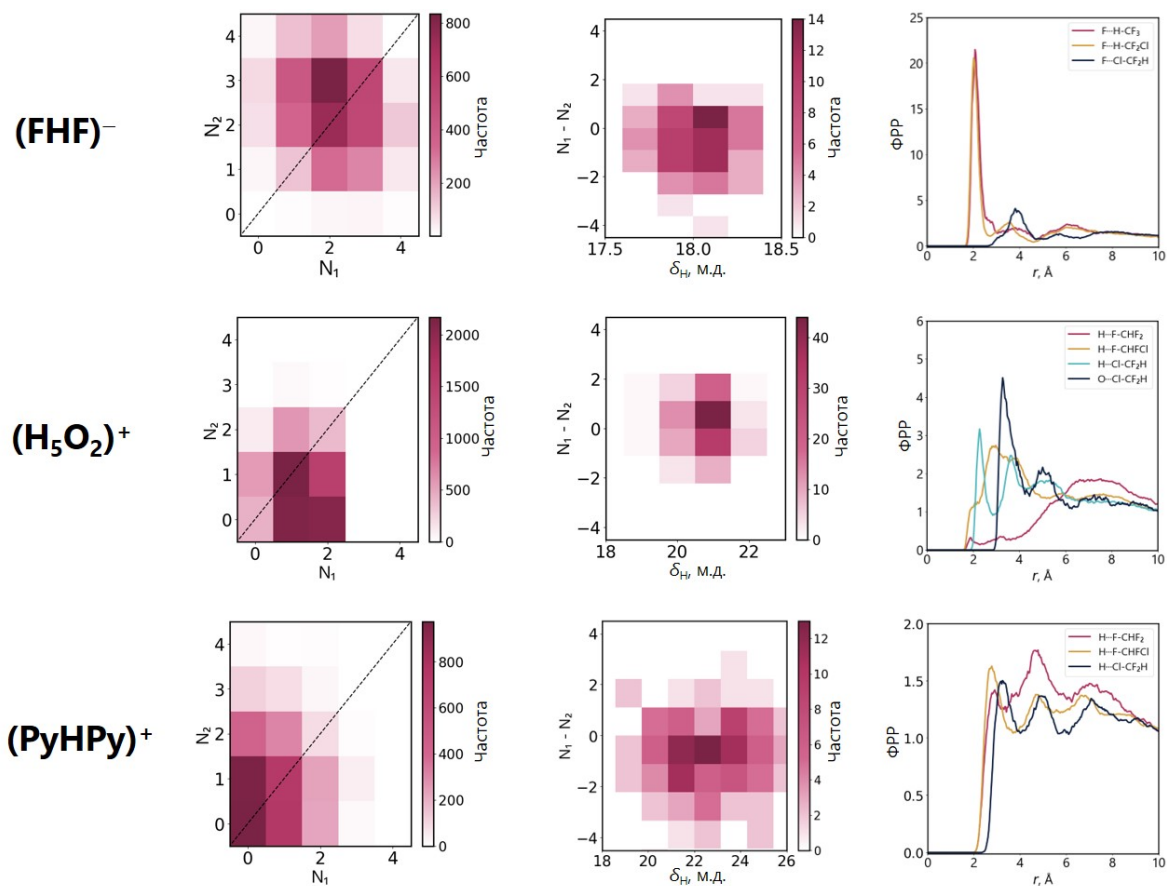 (FHF)⁻
4
3
2
1
0
N₂
0 2 4
N₁
800
600
400
200
Частота
4
2
0
−2
−4
N₁ - N₂
17.5 18.0 18.5
δH, м.д.
14
12
10
8
6
4
2
0
Частота
25
20
15
10
5
0
ФРР
0 2 4 6 8 10
r, Å
F···H-CF₃
F···H-CF₂Cl
F···Cl-CF₂H
(H₅O₂)⁺
4
3
2
1
0
N₂
0 2 4
N₁
2000
1500
1000
500
0
Частота
4
2
0
−2
−4
N₁ - N₂
18 20 22
δH, м.д.
40
30
20
10
0
Частота
6
5
4
3
2
1
0
ФРР
0 2 4 6 8 10
r, Å
H···F-CHF₂
H···F-CHFCl
H···Cl-CF₂H
O···Cl-CF₂H
(PyHPy)⁺
4
3
2
1
0
N₂
0 2 4
N₁
800
600
400
200
0
Частота
4
2
0
−2
−4
N₁ - N₂
18 20 22 24 26
δH, м.д.
12
10
8
6
4
2
0
Частота
2.0
1.5
1.0
0.5
0.0
ФРР
0 2 4 6 8 10
r, Å
H···F-CHF₂
H···F-CHFCl
H···Cl-CF₂H